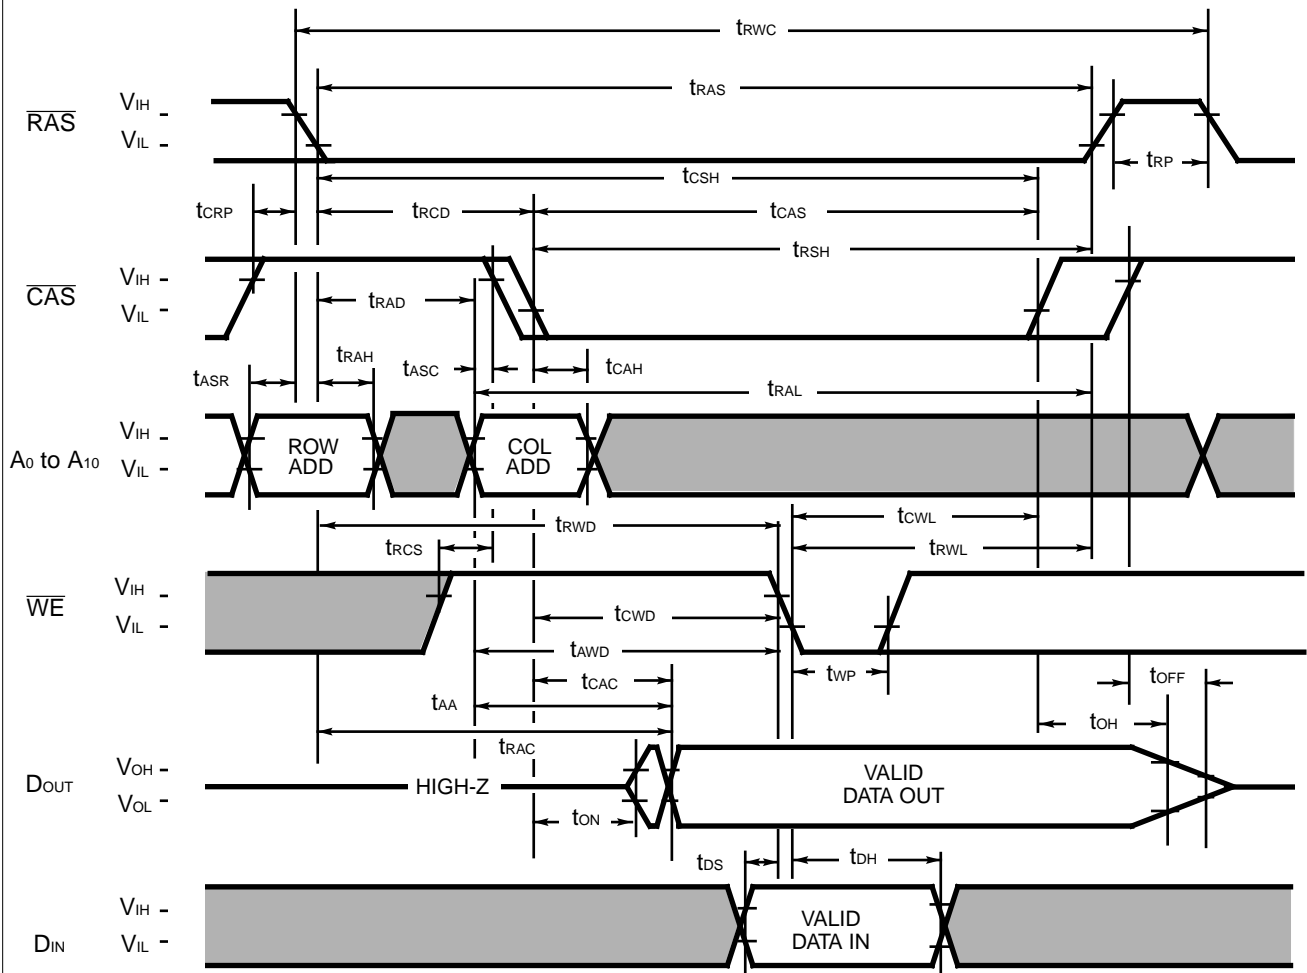 tRWC
tRAS
RAS
VIH
VIL
tRP
tCSH
tCRP
tRCD
tCAS
tRSH
CAS
VIH
VIL
tRAD
tRAH
tASC
tCAH
tASR
tRAL
A0 to A10
VIH
VIL
ROW
ADD
COL
ADD
tRWD
tCWL
tRCS
tRWL
WE
VIH
VIL
tCWD
tAWD
tWP
tCAC
tOFF
tAA
tOH
tRAC
DOUT
VOH
VOL
HIGH-Z
VALID
DATA OUT
tON
tDS
tDH
DIN
VIH
VIL
VALID
DATA IN